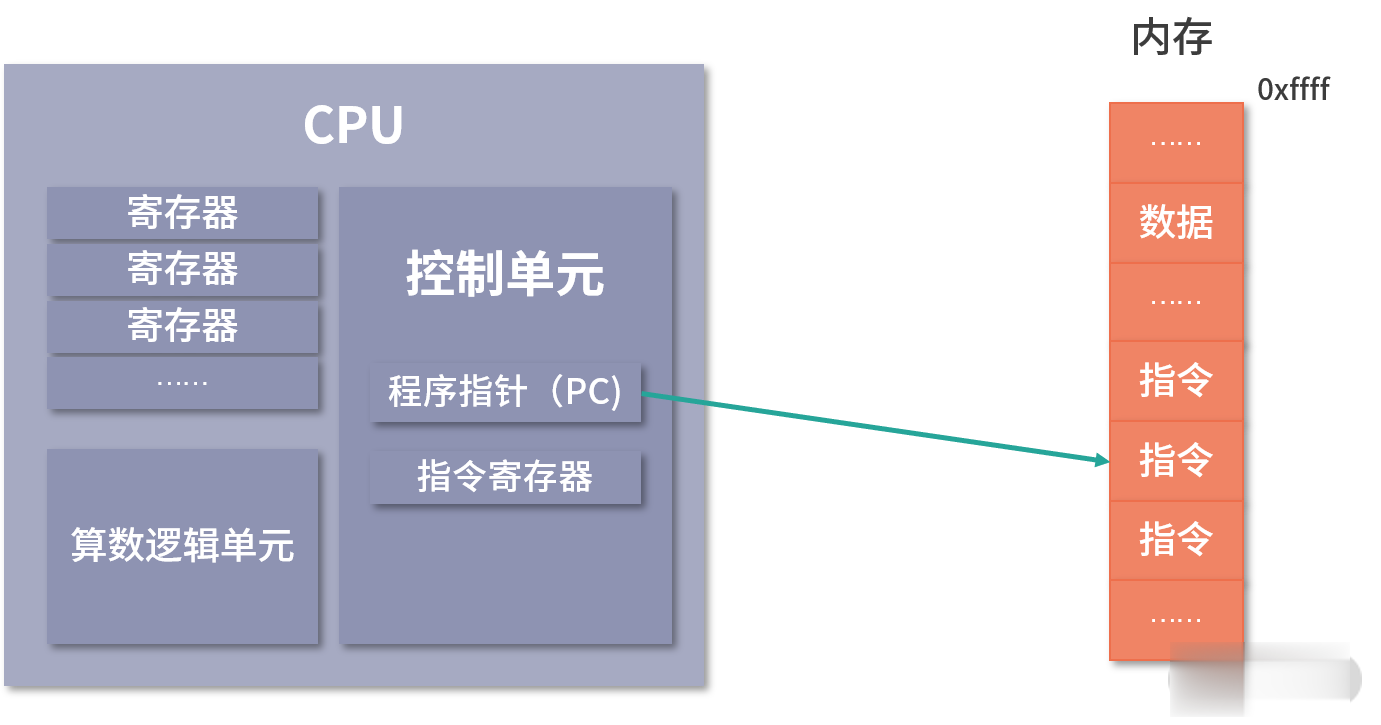 CPU
寄存器
寄存器
寄存器
……
算数逻辑单元
控制单元
程序指针（PC)
指令寄存器
内存
0xffff
……
数据
……
指令
指令
指令
……